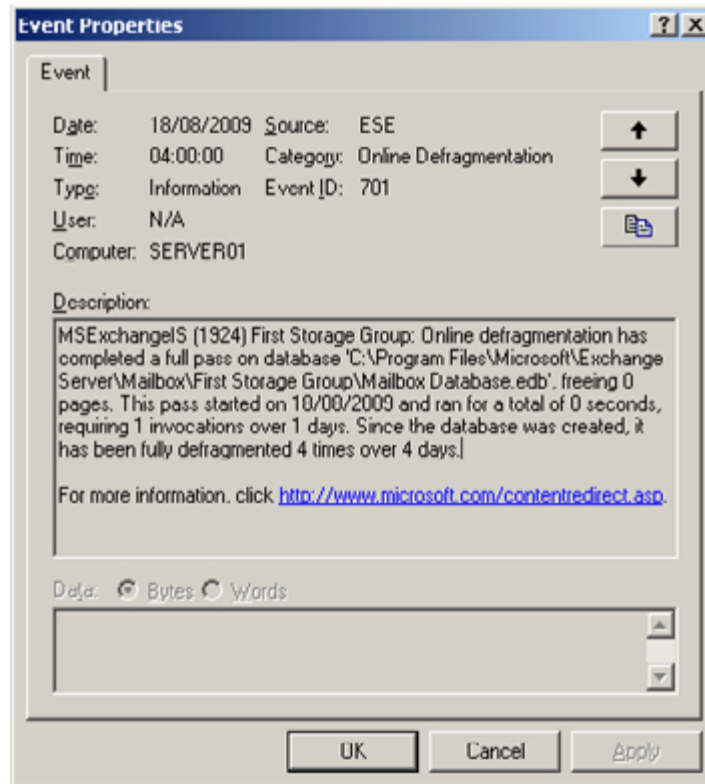 Event Properties
Event
Date: 18/08/2009 Source: ESE
Time: 04:00:00 Category: Online Defragmentation
Type: Information Event ID: 701
User: N/A
Computer: SERVER01
Description:
MSExchangeIS (1924) First Storage Group: Online defragmentation has
completed a full pass on database 'C:\Program Files\Microsoft\Exchange
Server\Mailbox\First Storage Group\Mailbox Database.edb'. freeing 0
pages. This pass started on 18/08/2009 and ran for a total of 0 seconds,
requiring 1 invocations over 1 days. Since the database was created, it
has been fully defragmented 4 times over 4 days.
For more information, click http://www.microsoft.com/contentredirect.asp.
Data: Bytes Words
OK Cancel Apply